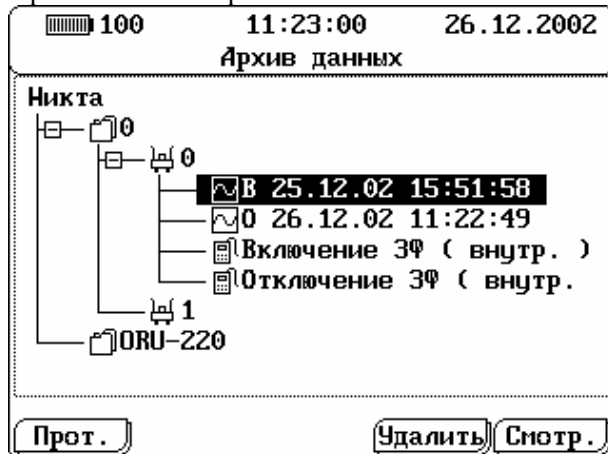 100 11:23:00 26.12.2002
Архив данных
Никта
0
0
В 25.12.02 15:51:58
О 26.12.02 11:22:49
Включение 3Ф ( внутр. )
Отключение 3Ф ( внутр.
1
ORU-220
Прот. Удалить Смотр.